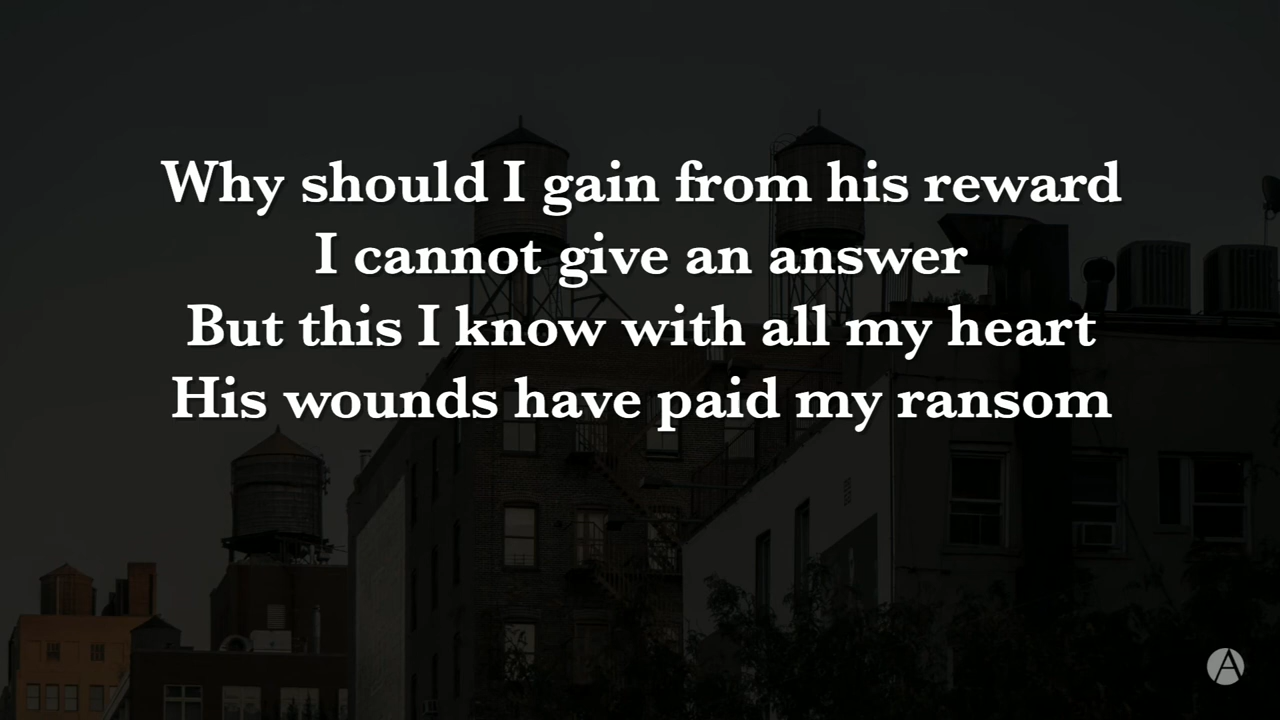 Why should I gain from his reward
I cannot give an answer
But this I know with all my heart
His wounds have paid my ransom
A